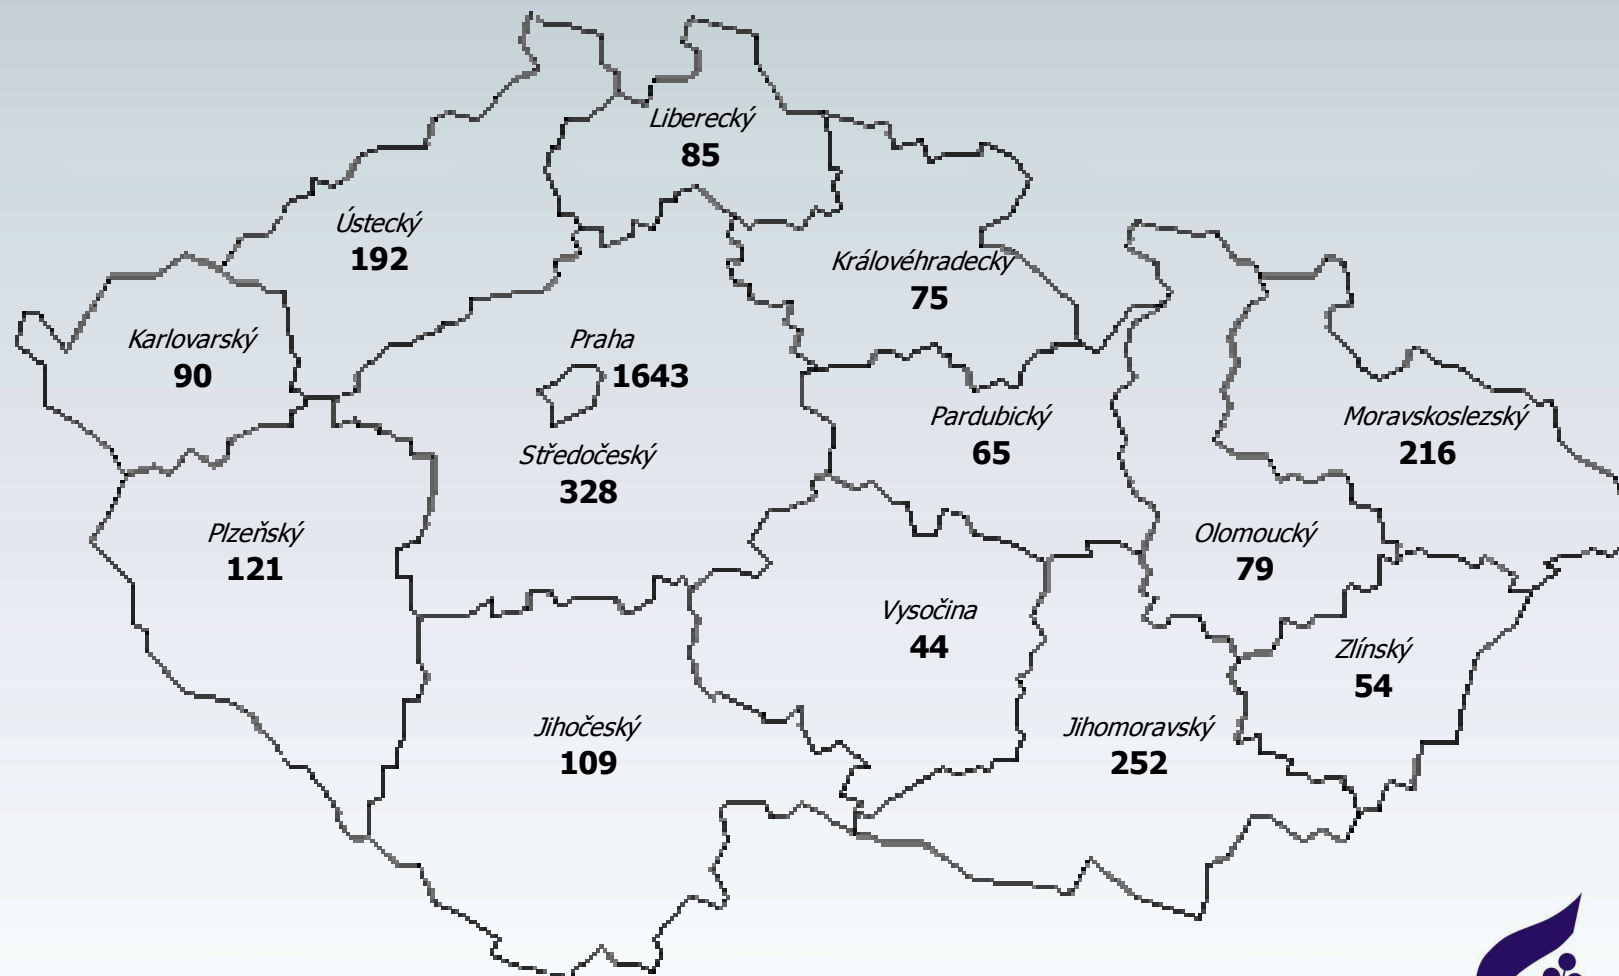 Liberecký
85
Ústecký
192
Královéhradecký
75
Karlovarský
90
Praha
1643
Pardubický
65
Moravskoslezský
216
Středočeský
328
Plzeňský
121
Olomoucký
79
Vysočina
44
Zlínský
54
Jihočeský
109
Jihomoravský
252